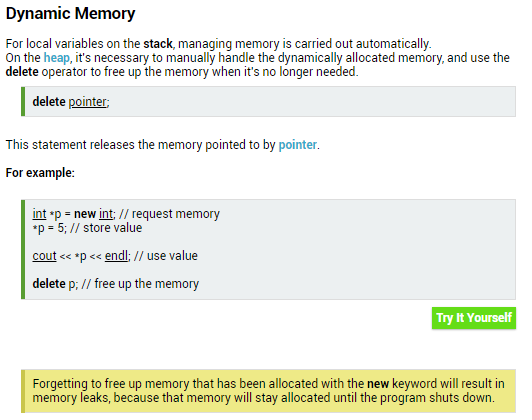 Dynamic Memory
For local variables on the stack, managing memory is carried out automatically.
On the heap, it's necessary to manually handle the dynamically allocated memory, and use the
delete operator to free up the memory when it's no longer needed.
delete pointer;
This statement releases the memory pointed to by pointer.
For example:
int *p = new int; // request memory
*p = 5; // store value
cout << *p << endl; // use value
delete p; // free up the memory
Try It Yourself
Forgetting to free up memory that has been allocated with the new keyword will result in
memory leaks, because that memory will stay allocated until the program shuts down.